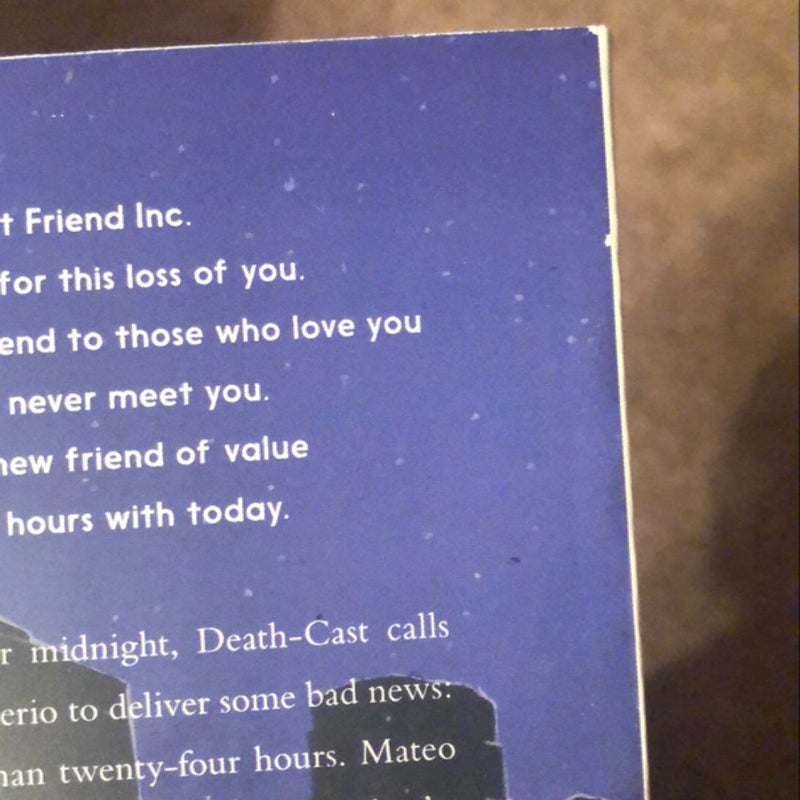 t Friend Inc.
for this loss of you.
end to those who love you
never meet you.
new friend of value
hours with today.
r midnight, Death-Cast calls
erio to deliver some bad news:
han twenty-four hours. Mateo